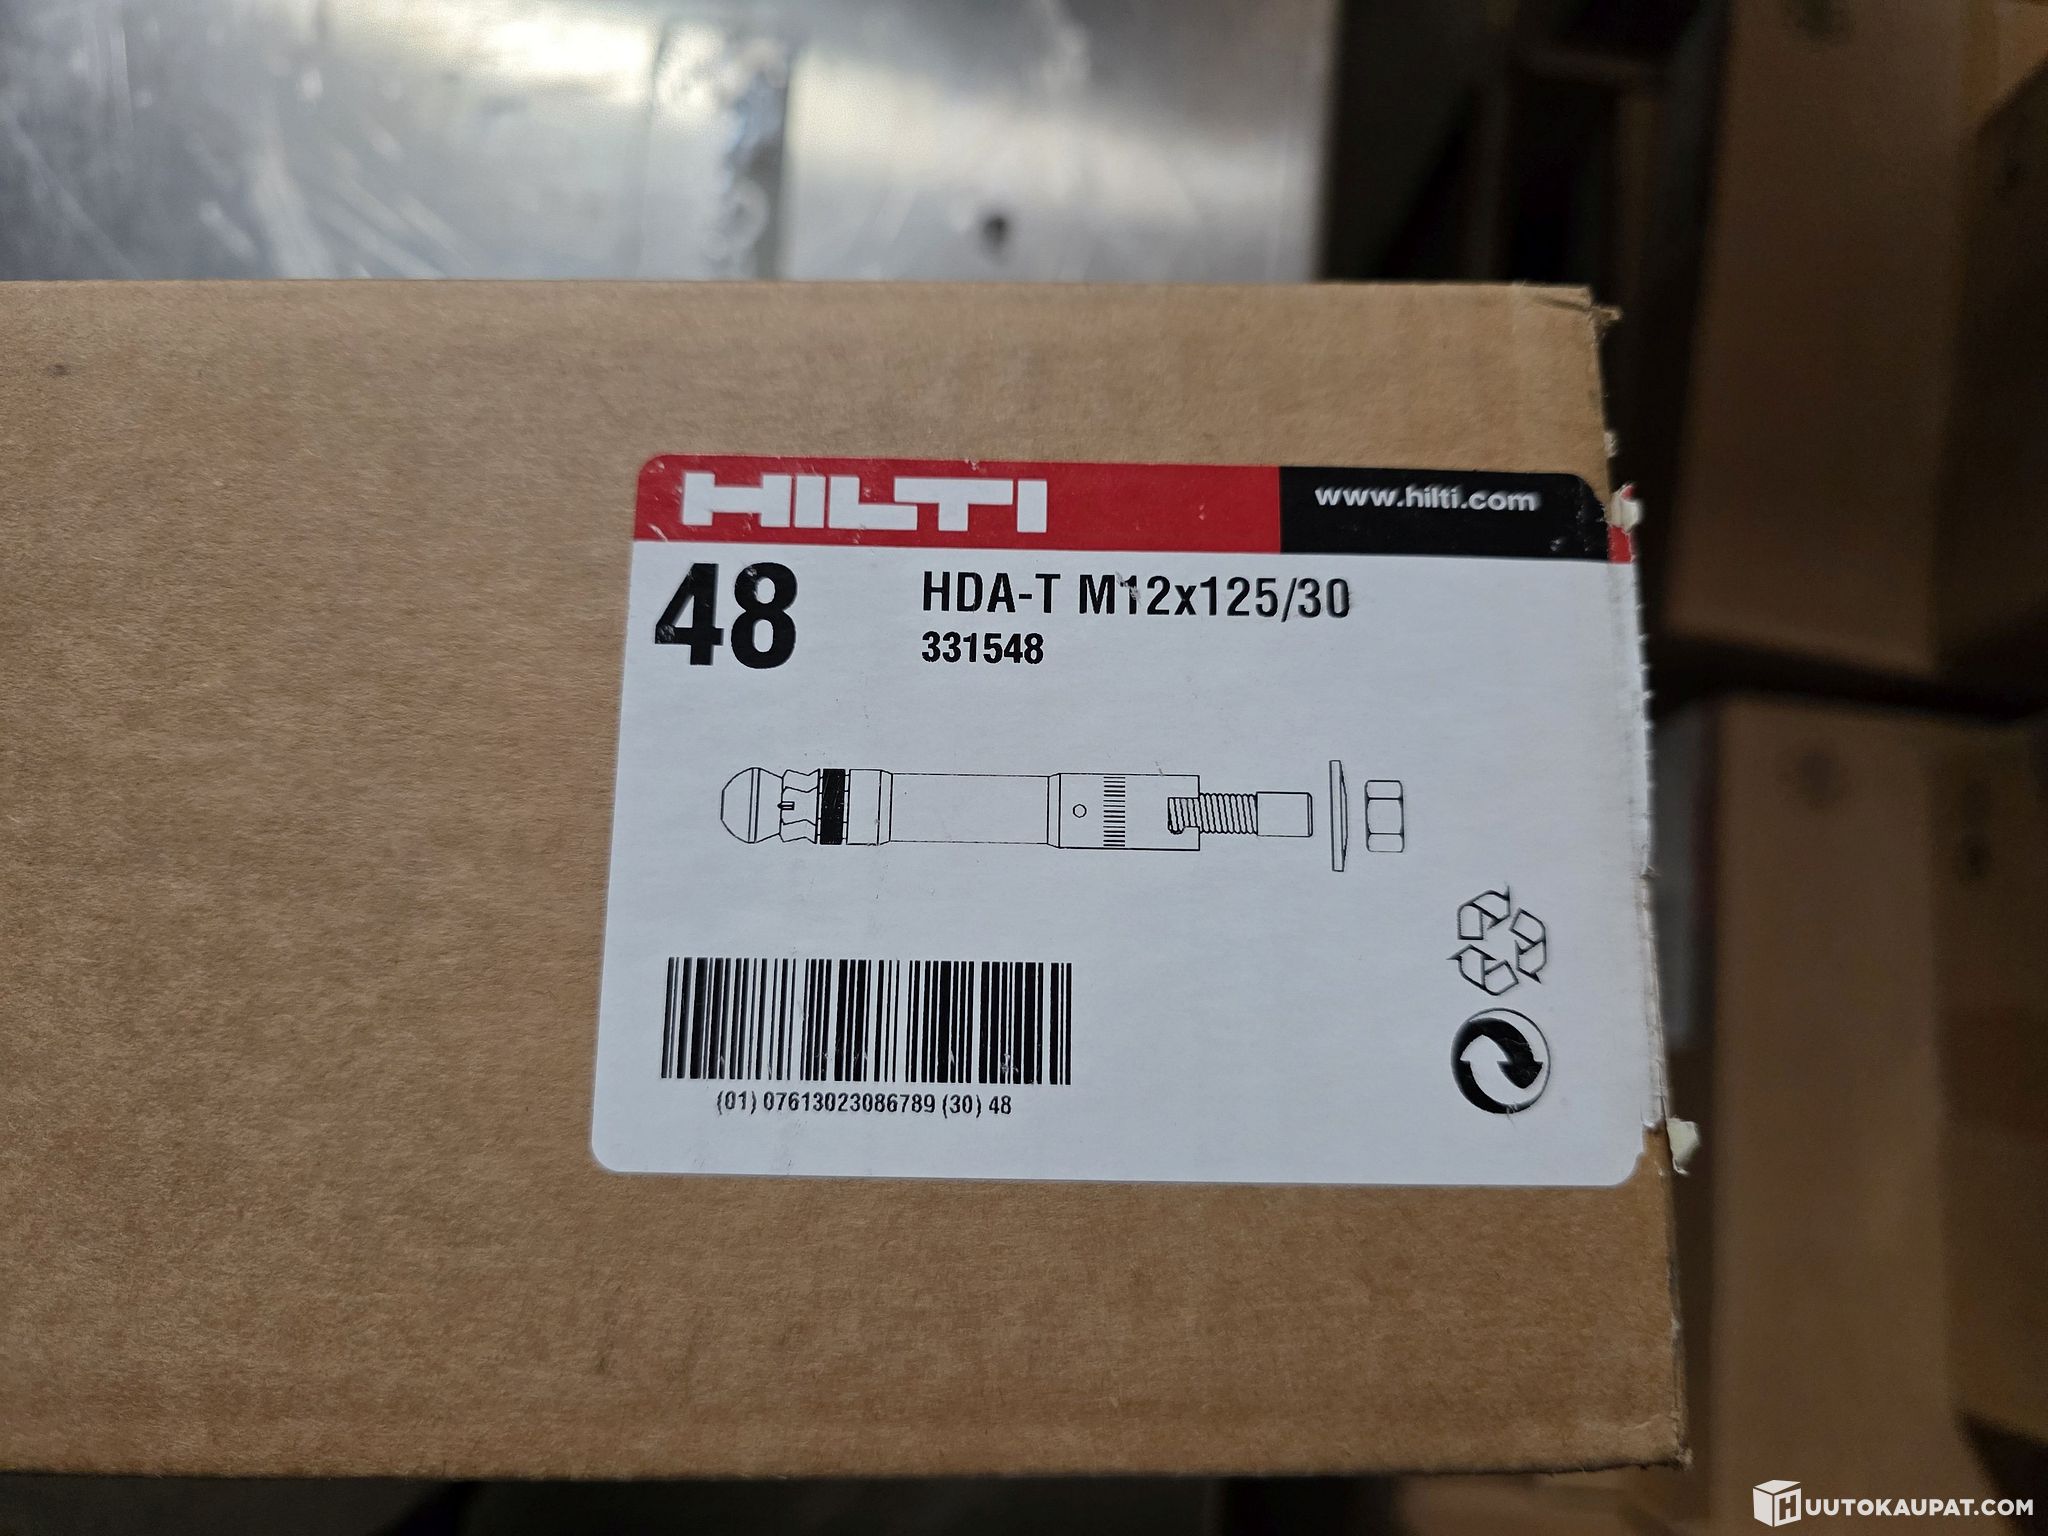 HILTI
www.hilti.com
48
HDA-T M12x125/30
331548
(01) 07613023086789 (30) 48
HUUTOKAUPAT.COM